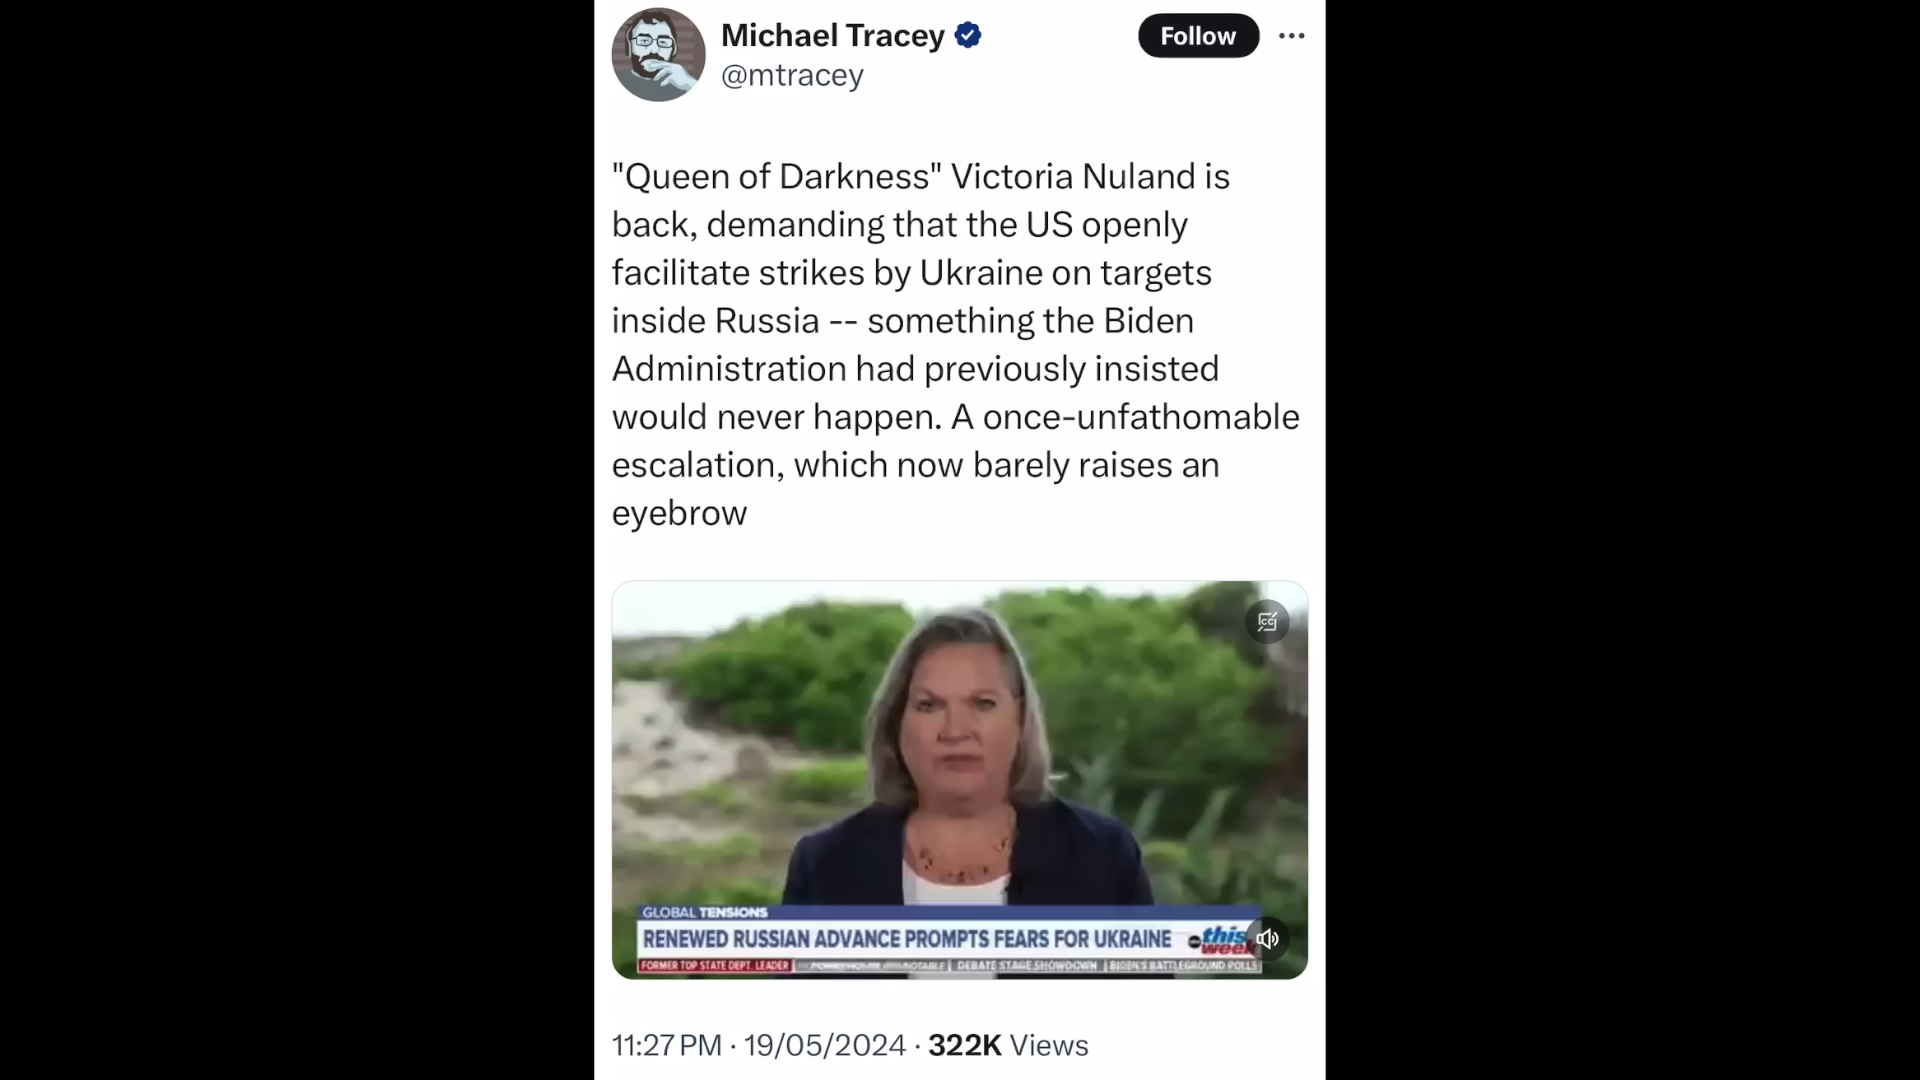 Michael Tracey
Follow
@mtracey
"Queen of Darkness" Victoria Nuland is
back, demanding that the US openly
facilitate strikes by Ukraine on targets
inside Russia -- something the Biden
Administration had previously insisted
would never happen. A once-unfathomable
escalation, which now barely raises an
eyebrow
GLOBAL TENSIONS
RENEWED RUSSIAN ADVANCE PROMPTS FEARS FOR UKRAINE
this week
FORMER TOP STATE DEPT. LEADER
ROUNDTABLE | DEBATE STAGE SHOWDOWN | BIDEN'S BATTLEGROUND POLLS
11:27 PM · 19/05/2024 · 322K Views